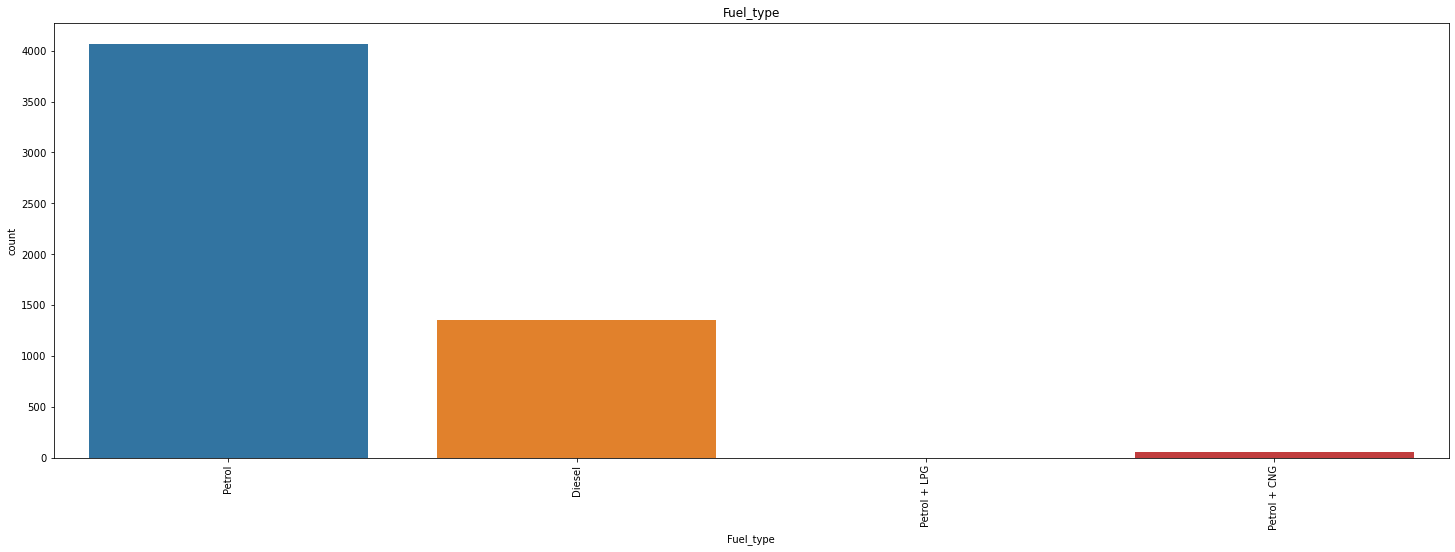 Fuel_type
4000
3500
3000
2500
2000
1500
1000
500
0
count
Petrol
Diesel
Petrol + LPG
Petrol + CNG
Fuel_type